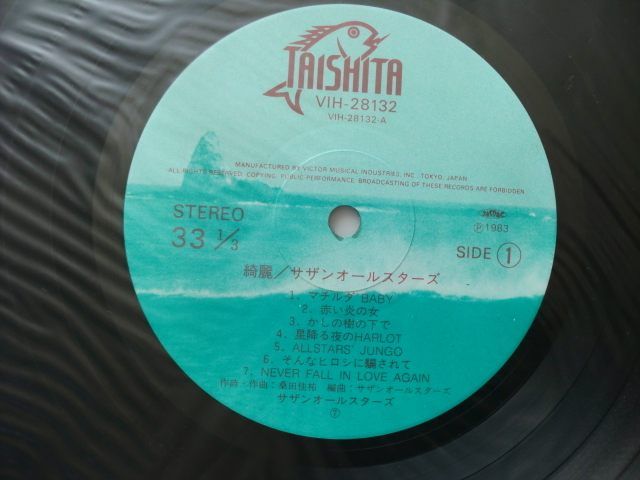 TAISHITA
VIH-28132
VIH-28132-A
MANUFACTURED BY VICTOR MUSICAL INDUSTRIES, INC. TOKYO, JAPAN
ALL RIGHTS RESERVED. COPYING, PUBLIC PERFORMANCE, BROADCASTING OF THESE RECORDS ARE FORBIDDEN
STEREO
33 1/3
℗1983
SIDE 1
綺麗/サザンオールスターズ
1. マチルダ BABY
2. 赤い炎の女
3. かしの樹の下で
4. 星降る夜のHARLOT
5. ALLSTARS' JUNGO
6. そんなヒロシに騙されて
7. NEVER FALL IN LOVE AGAIN
作詞・作曲:桑田佳祐 編曲:サザンオールスターズ
サザンオールスターズ
⑦